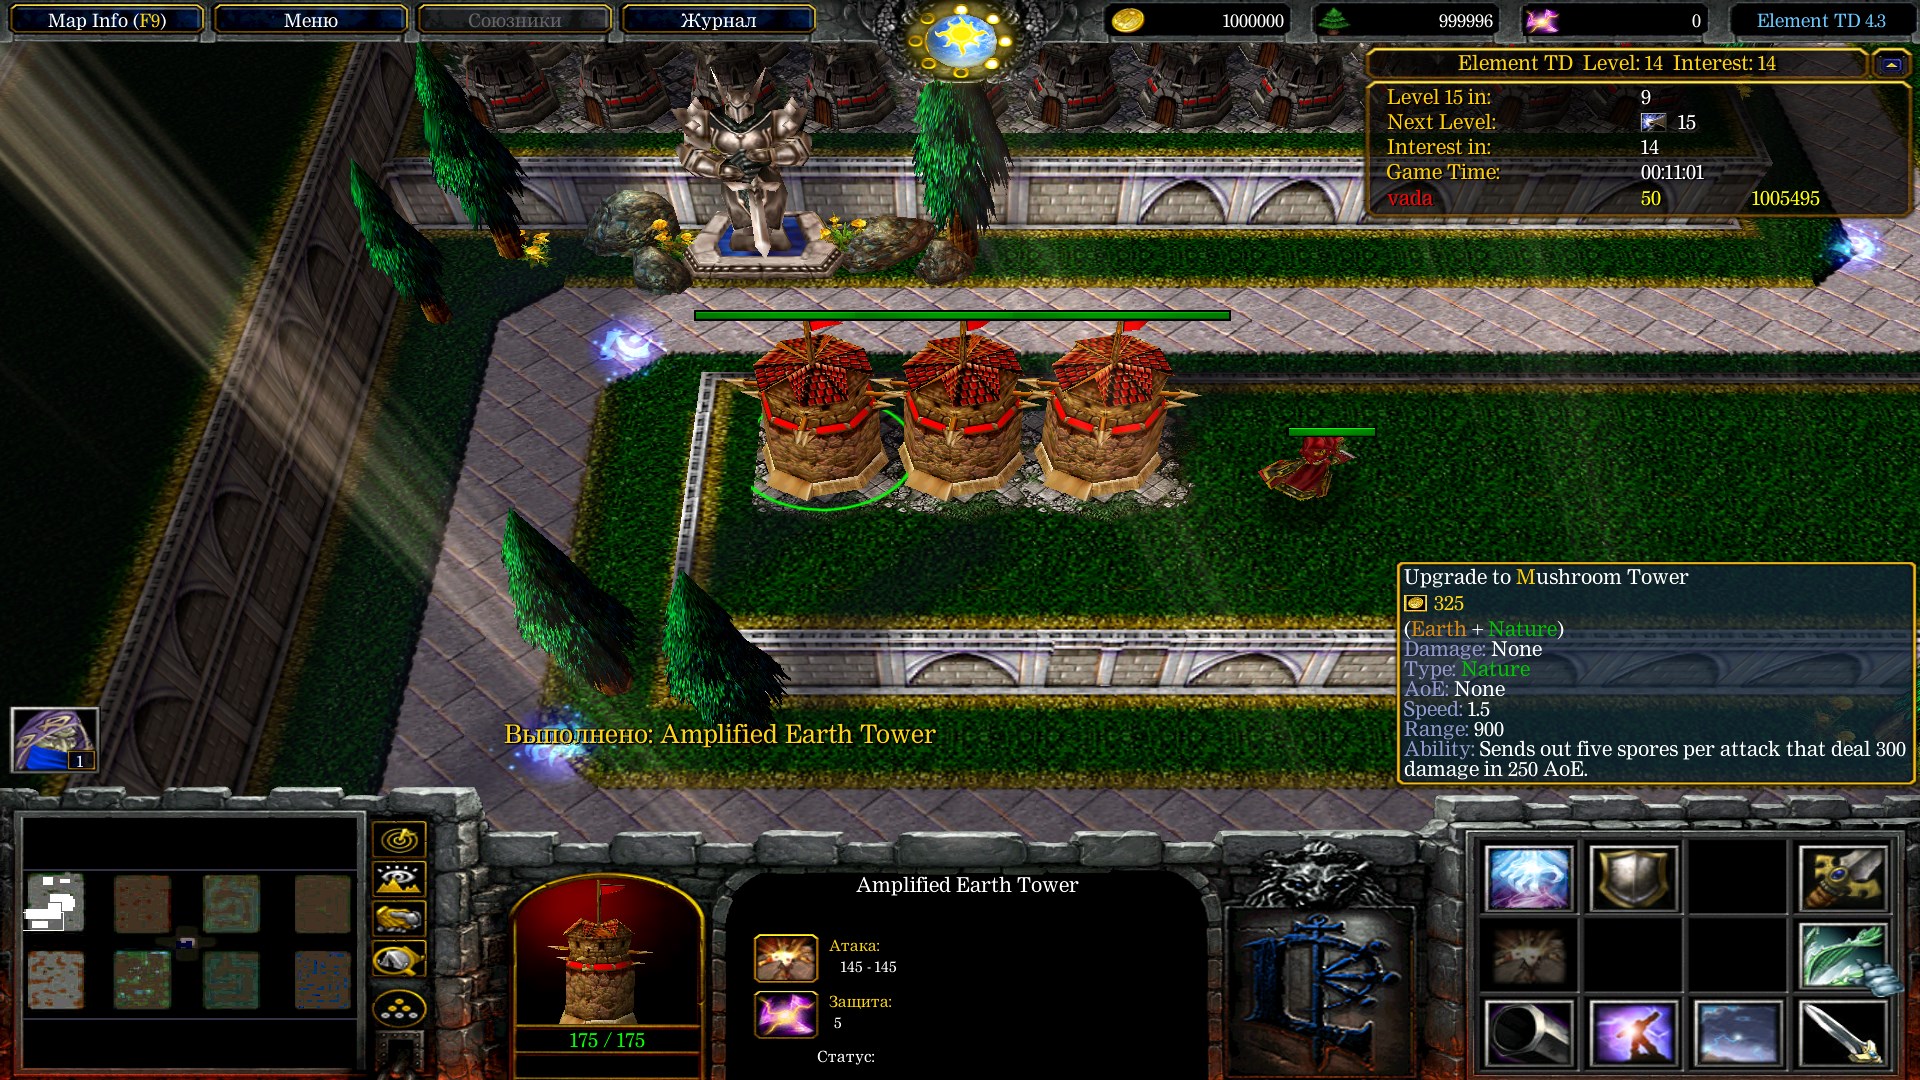 Map Info (F9)
Меню
Союзники
Журнал
1000000
999996
0
Element TD 4.3
Element TD Level: 14 Interest: 14
Level 15 in: 9
Next Level: 15
Interest in: 14
Game Time: 00:11:01
vada 50 1005495
Upgrade to Mushroom Tower
325
(Earth + Nature)
Damage: None
Type: Nature
AoE: None
Speed: 1.5
Range: 900
Ability: Sends out five spores per attack that deal 300
damage in 250 AoE.
1
Выполнено: Amplified Earth Tower
Amplified Earth Tower
Атака:
145 - 145
Защита:
5
Статус:
175 / 175